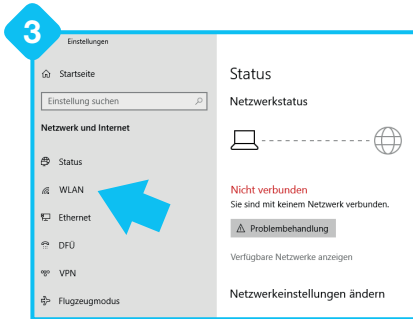 3
Einstellungen
Startseite
Einstellung suchen
Netzwerk und Internet
Status
WLAN
Ethernet
DFÜ
VPN
Flugzeugmodus
Status
Netzwerkstatus
Nicht verbunden
Sie sind mit keinem Netzwerk verbunden.
Problembehandlung
Verfügbare Netzwerke anzeigen
Netzwerkeinstellungen ändern